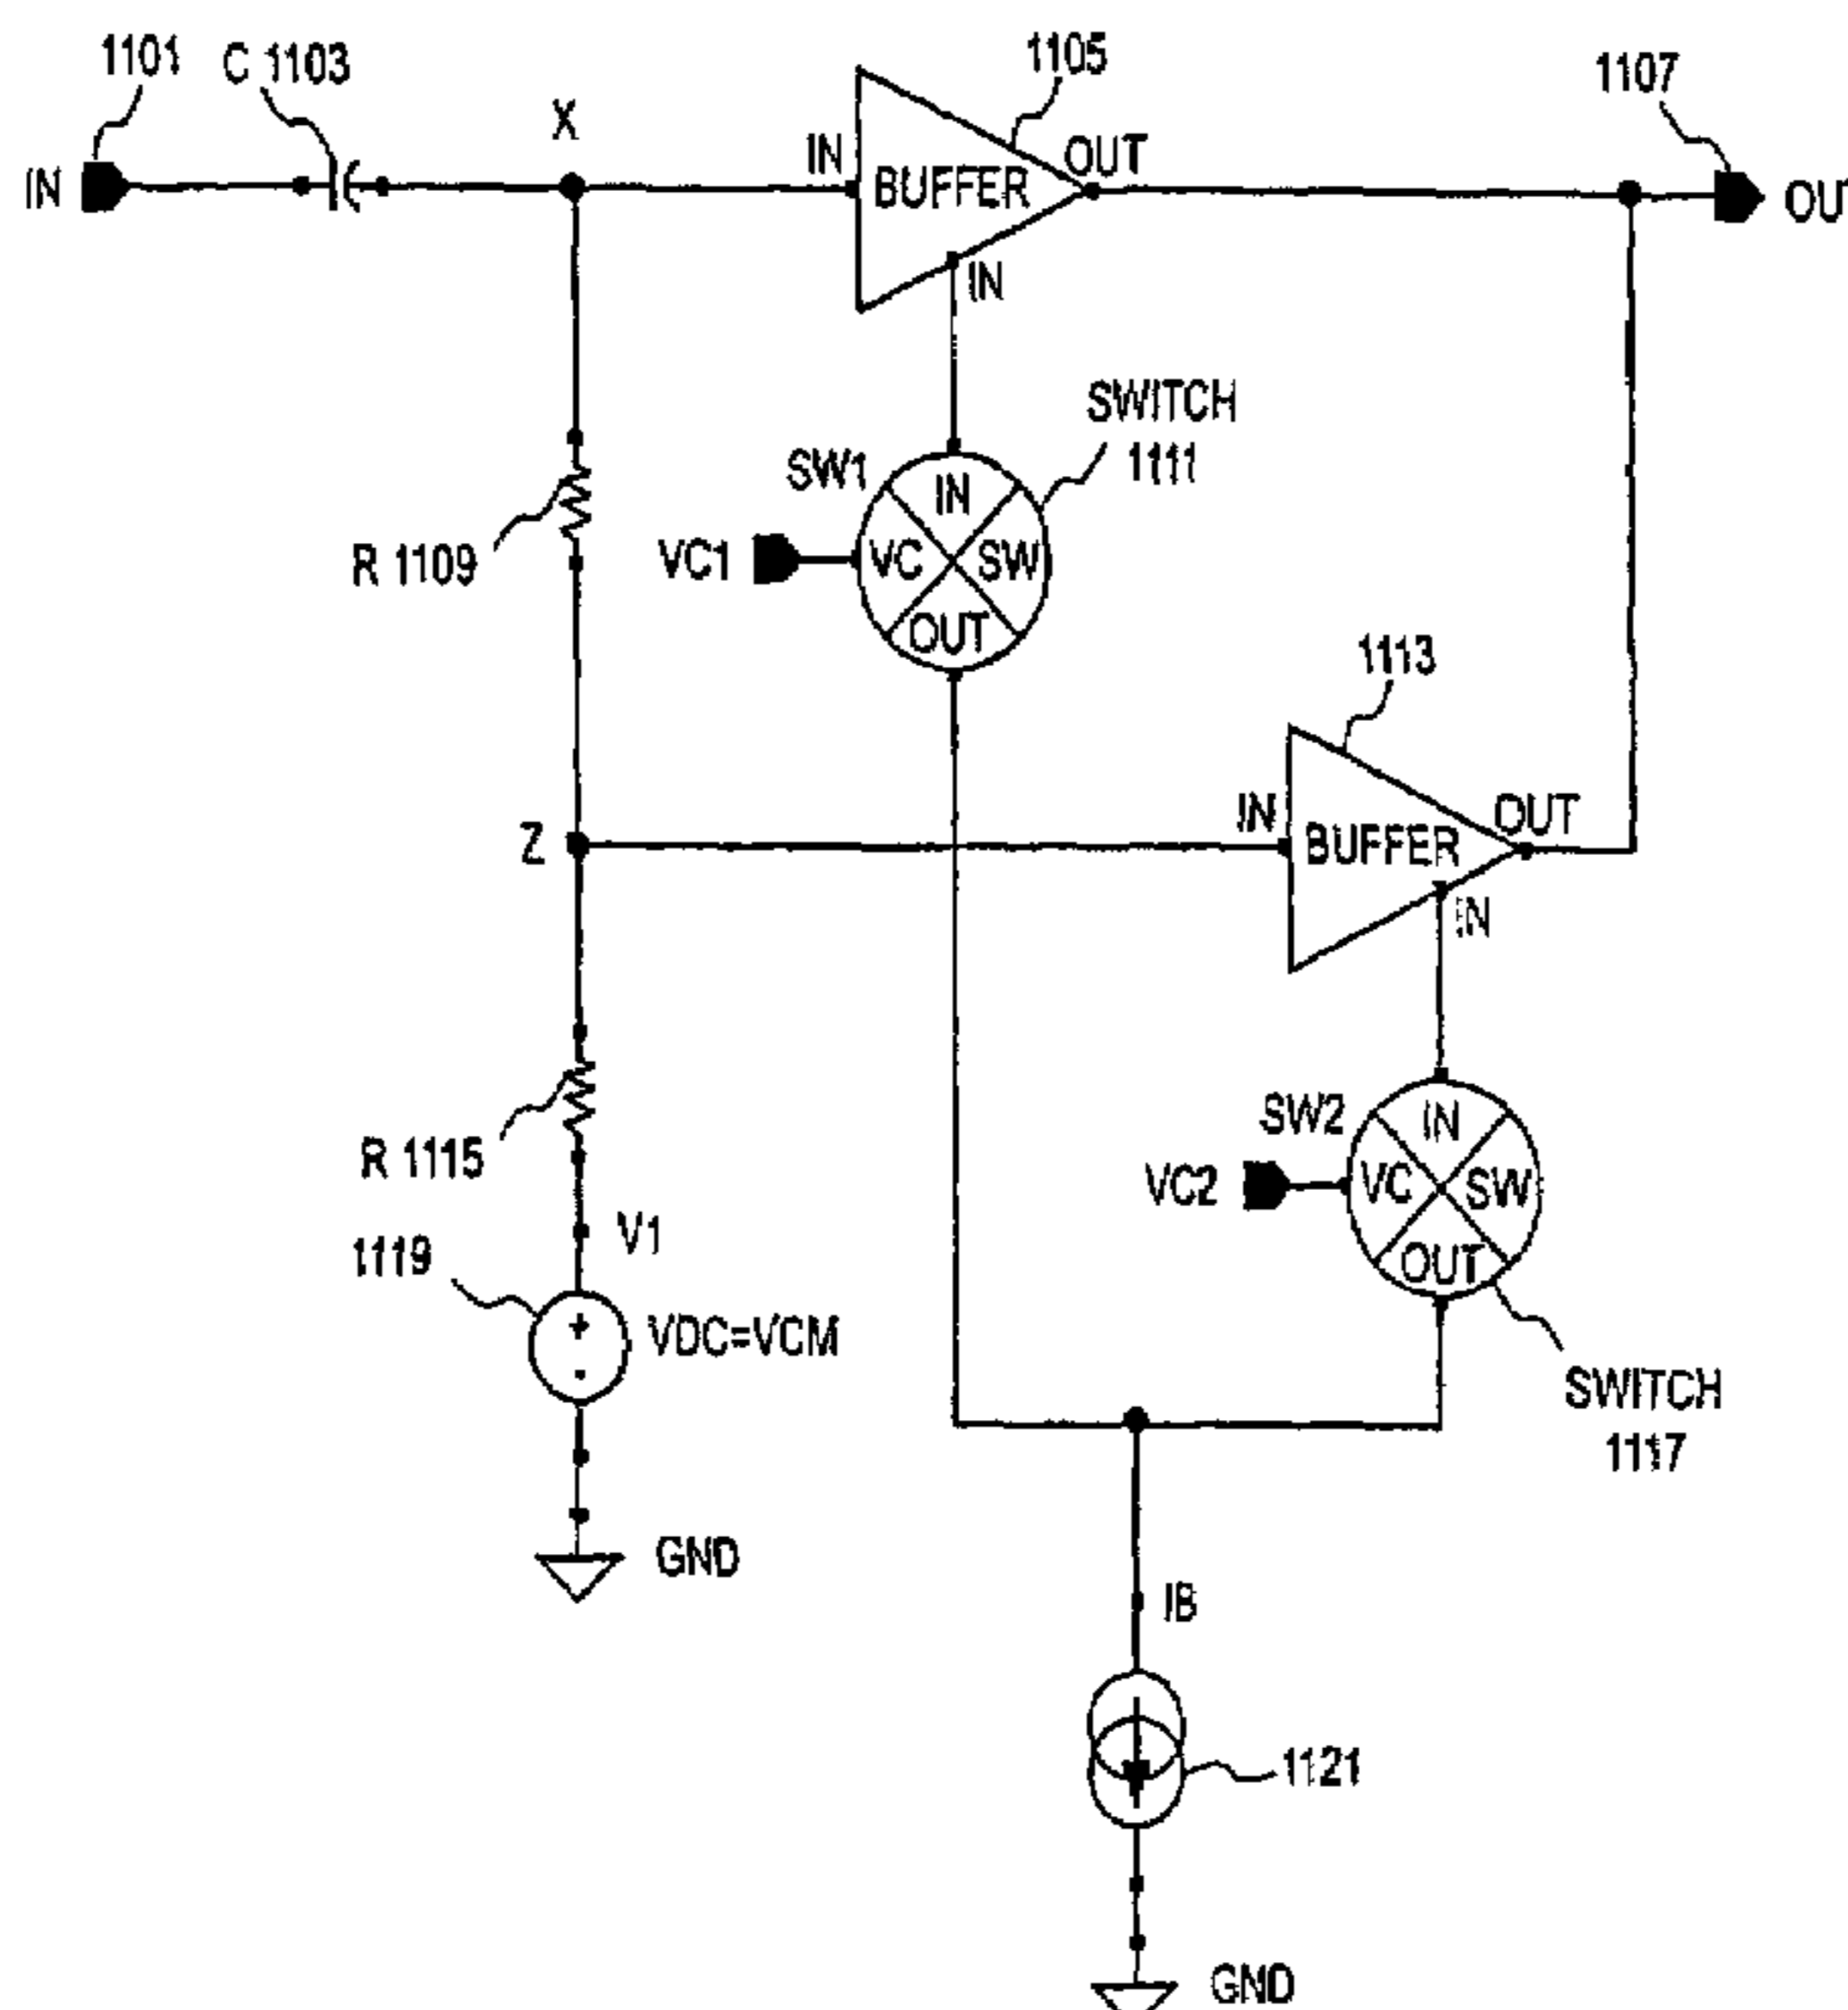 1101
C 1103
1105
1107
X
IN
IN
BUFFER
OUT
OU
IN
SWITCH
1111
SW1
IN
VC1
VC
SW
OUT
R 1109
1113
Z
IN
BUFFER
OUT
IN
SW2
IN
VC2
VC
SW
OUT
R 1115
V1
1119
VDC=VCM
SWITCH
1117
GND
IB
1121
GND